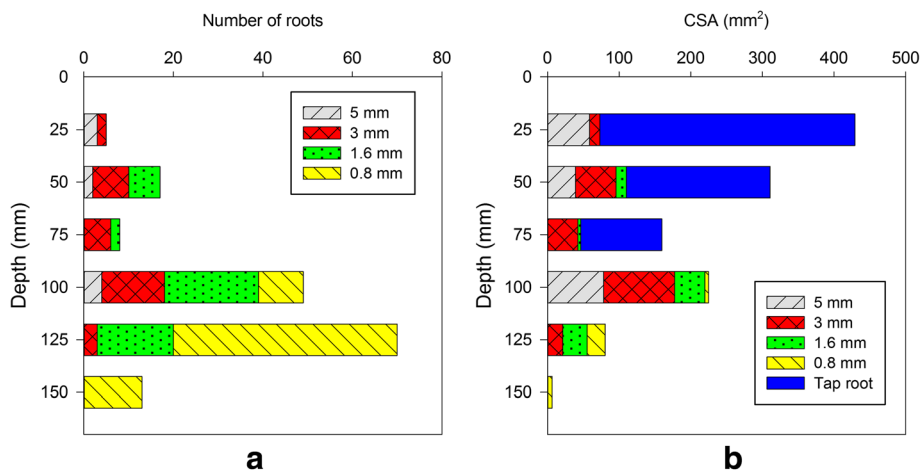 Number of roots
0 20 40 60 80
0
25
50
75
100
125
150
Depth (mm)
5 mm
3 mm
1.6 mm
0.8 mm
a
CSA (mm²)
0 100 200 300 400 500
0
25
50
75
100
125
150
Depth (mm)
5 mm
3 mm
1.6 mm
0.8 mm
Tap root
b